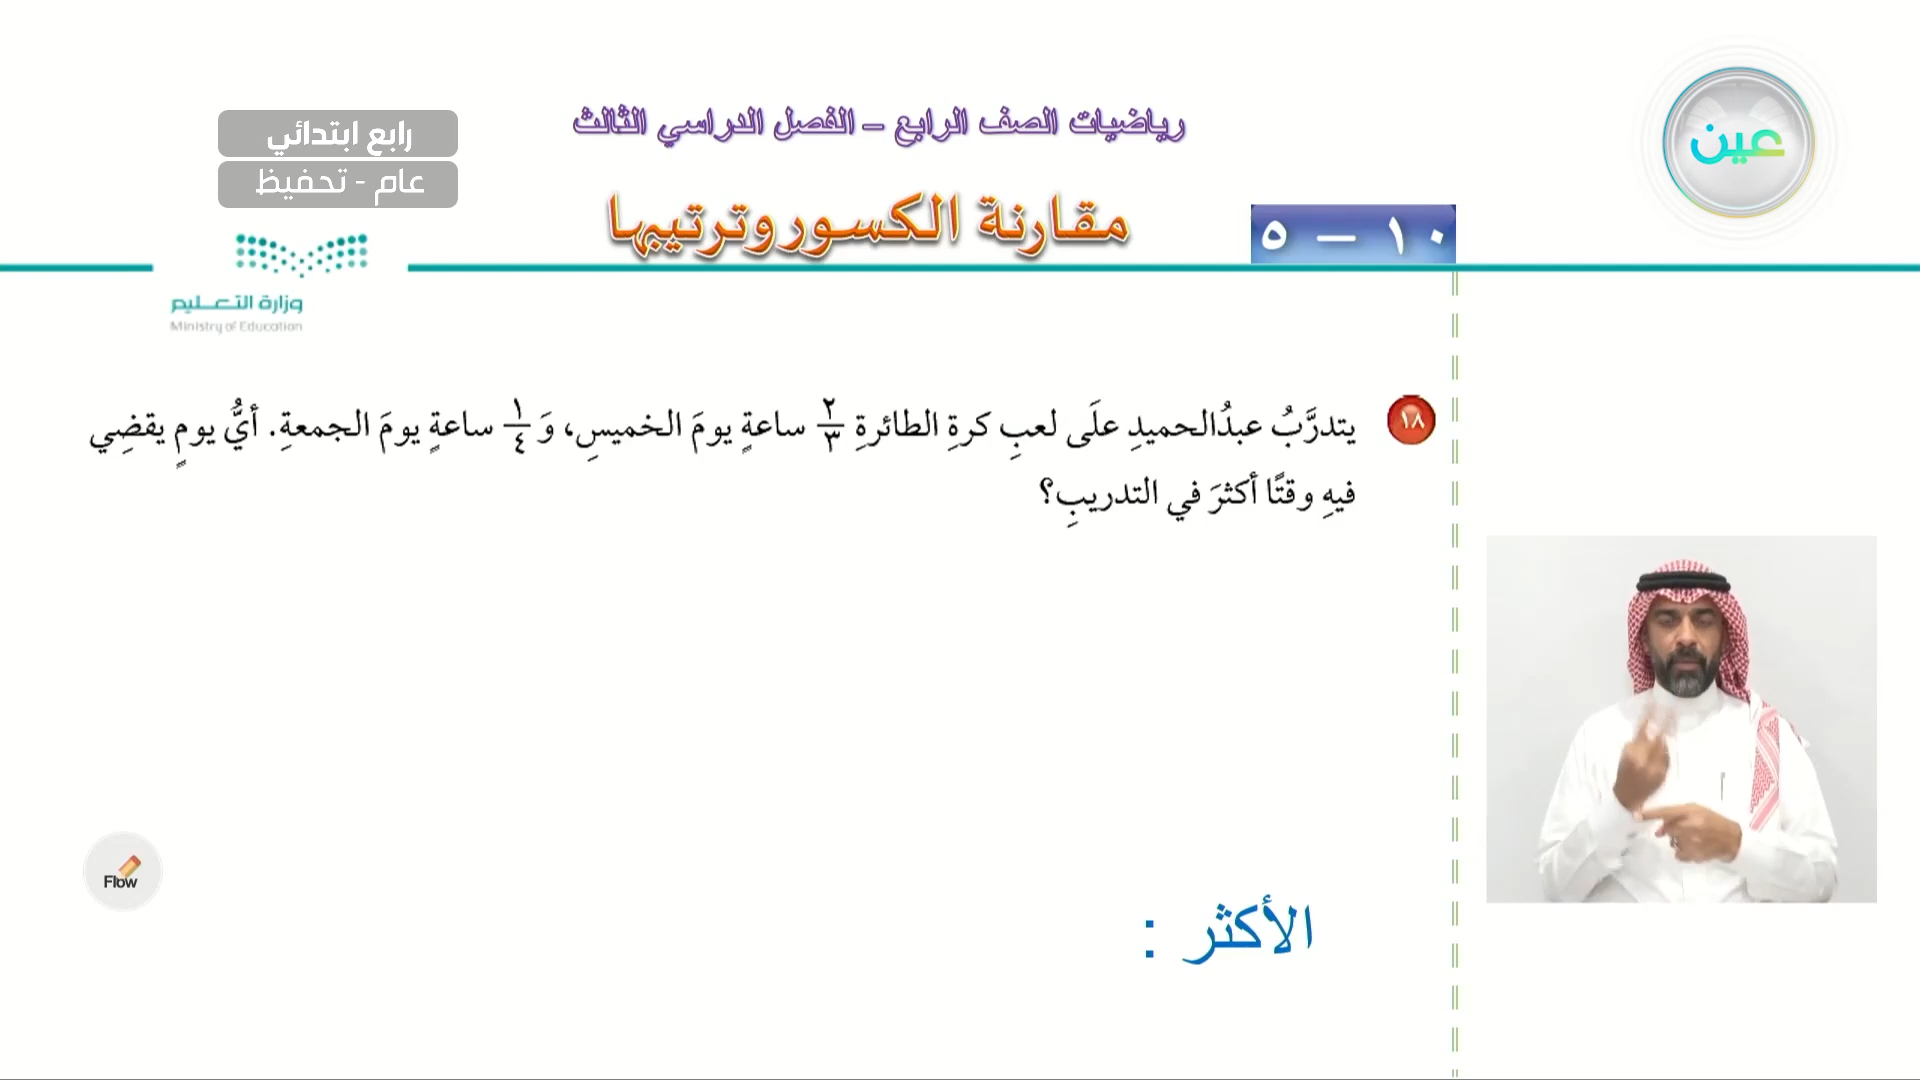 رياضيات الصف الرابع – الفصل الدراسي الثالث
عين
رابع ابتدائي
عام - تحفيظ
١٠ – ٥
مقارنة الكسور وترتيبها
وزارة التعليم
Ministry of Education
١٨ يتدرَّبُ عبدُالحميدِ علَى لعبِ كرةِ الطائرةِ ٢/٣ ساعةٍ يومَ الخميسِ، وَ ١/٤ ساعةٍ يومَ الجمعةِ. أيُّ يومٍ يقضِي
فيهِ وقتًا أكثرَ في التدريبِ؟
Flow
الأكثر :